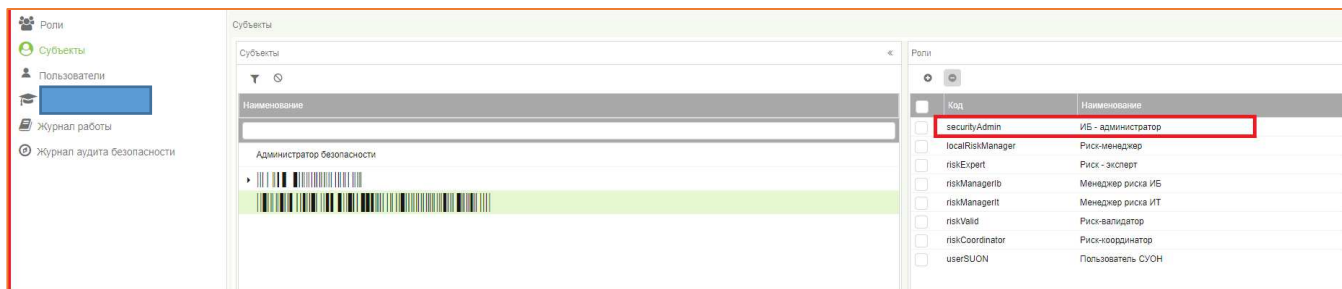 Роли
Субъекты
Пользователи
Журнал работы
Журнал аудита безопасности
Субъекты
Субъекты
Наименование
Администратор безопасности
Роли
Код Наименование
securityAdmin ИБ - администратор
localRiskManager Риск-менеджер
riskExpert Риск - эксперт
riskManagerIb Менеджер риска ИБ
riskManagerIt Менеджер риска ИТ
riskValid Риск-валидатор
riskCoordinator Риск-координатор
userSUON Пользователь СУОН